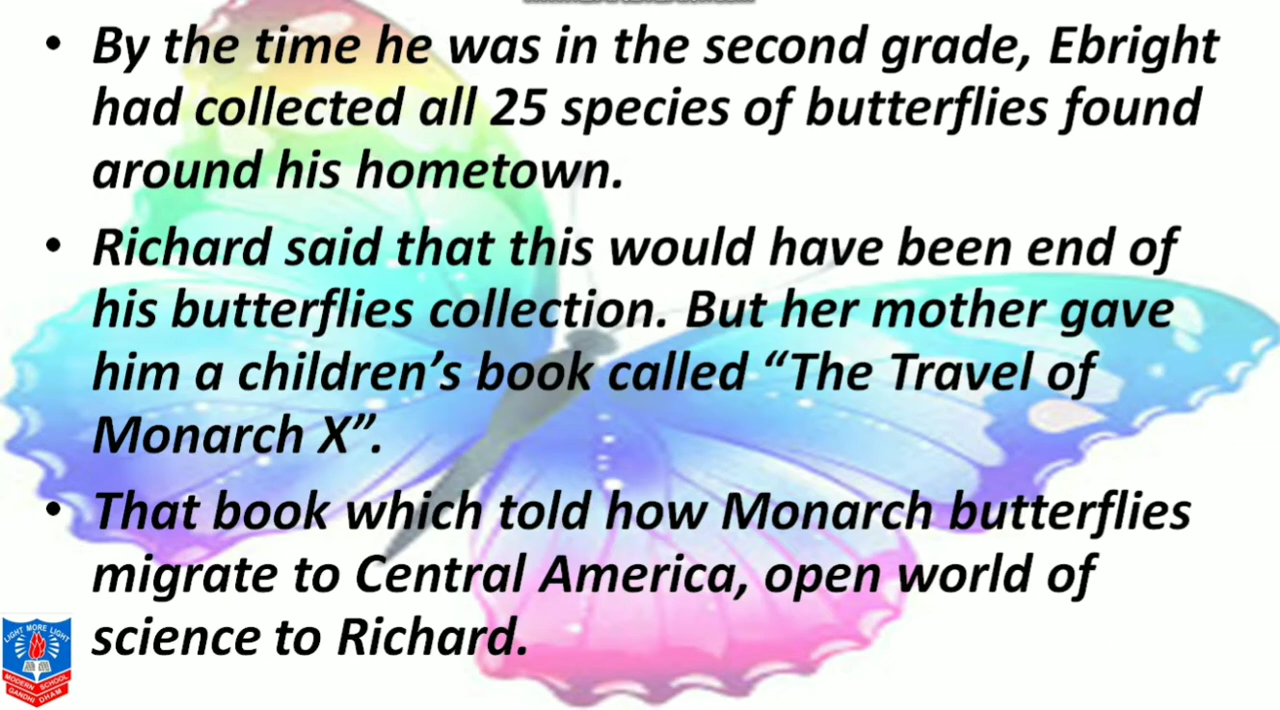 • By the time he was in the second grade, Ebright
had collected all 25 species of butterflies found
around his hometown.
• Richard said that this would have been end of
his butterflies collection. But her mother gave
him a children’s book called “The Travel of
Monarch X”.
• That book which told how Monarch butterflies
migrate to Central America, open world of
science to Richard.
LIGHT MORE LIGHT
MODERN SCHOOL
GANDHI DHAM